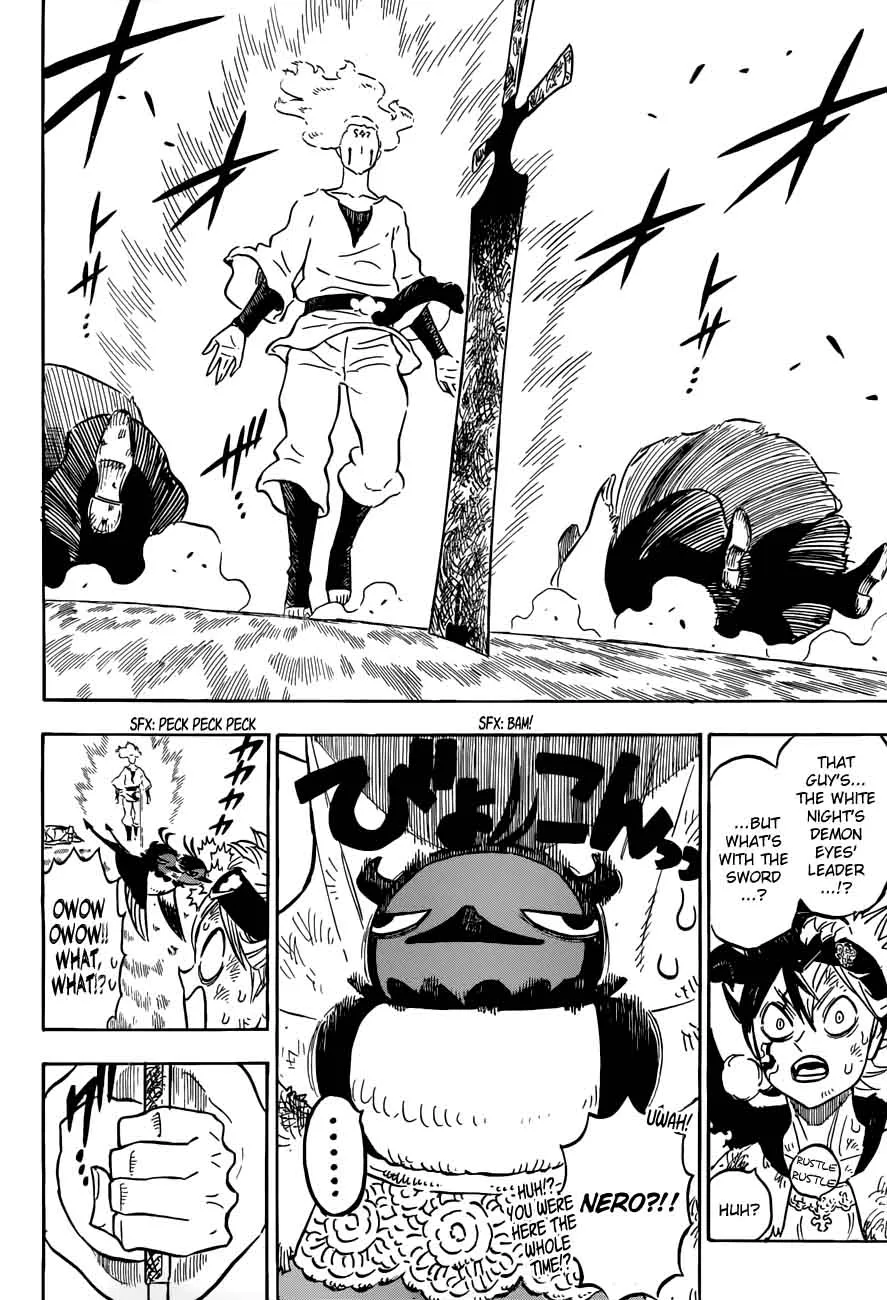 SFX: PECK PECK PECK
SFX: BAM!
THAT
GUY'S...
THE WHITE
NIGHT'S
DEMON
EYES'
LEADER
...!?
...BUT
WHAT'S
WITH THE
SWORD
...?
RUSTLE
RUSTLE
HUH?
びょこんっっ
UWAH!
NERO?!!
HUH!?
YOU WERE
HERE THE
WHOLE
TIME!?
......
OWOW
OWOW!!
WHAT,
WHAT!?